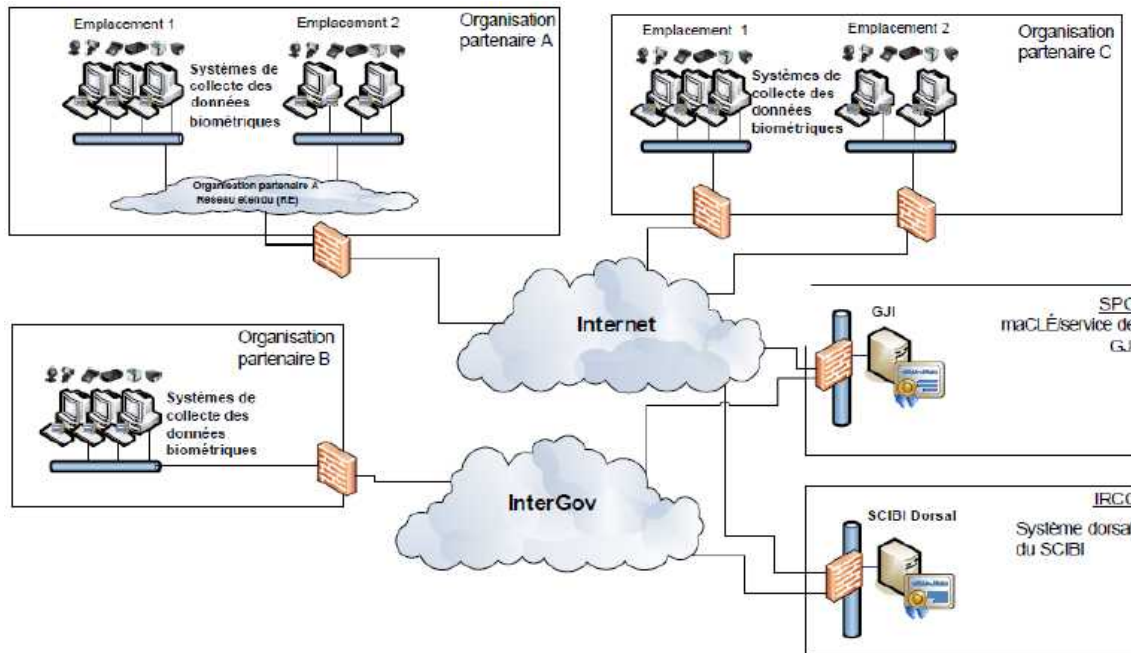 Emplacement 1
Emplacement 2
Organisation
partenaire A
Systèmes de
collecte des
données
biométriques
Organisation partenaire A
Réseau étendu (RE)
Emplacement 1
Emplacement 2
Organisation
partenaire C
Systèmes de
collecte des
données
biométriques
Internet
Organisation
partenaire B
Systèmes de
collecte des
données
biométriques
InterGov
SPC
maCLÉ/service de
GJI
GJI
IRCC
SCIBI Dorsal
Système dorsal
du SCIBI